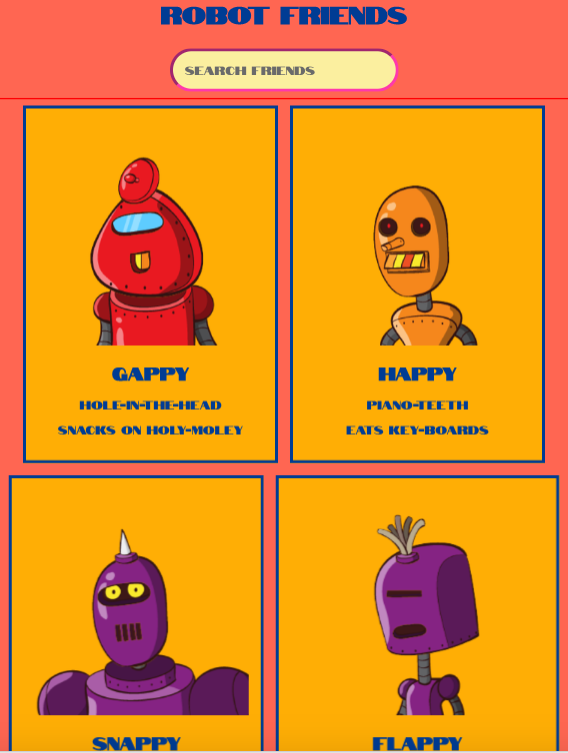 ROBOT FRIENDS
SEARCH FRIENDS
GAPPY
HOLE-IN-THE-HEAD
SNACKS ON HOLY-MOLEY
HAPPY
PIANO-TEETH
EATS KEY-BOARDS
SNAPPY
FLAPPY